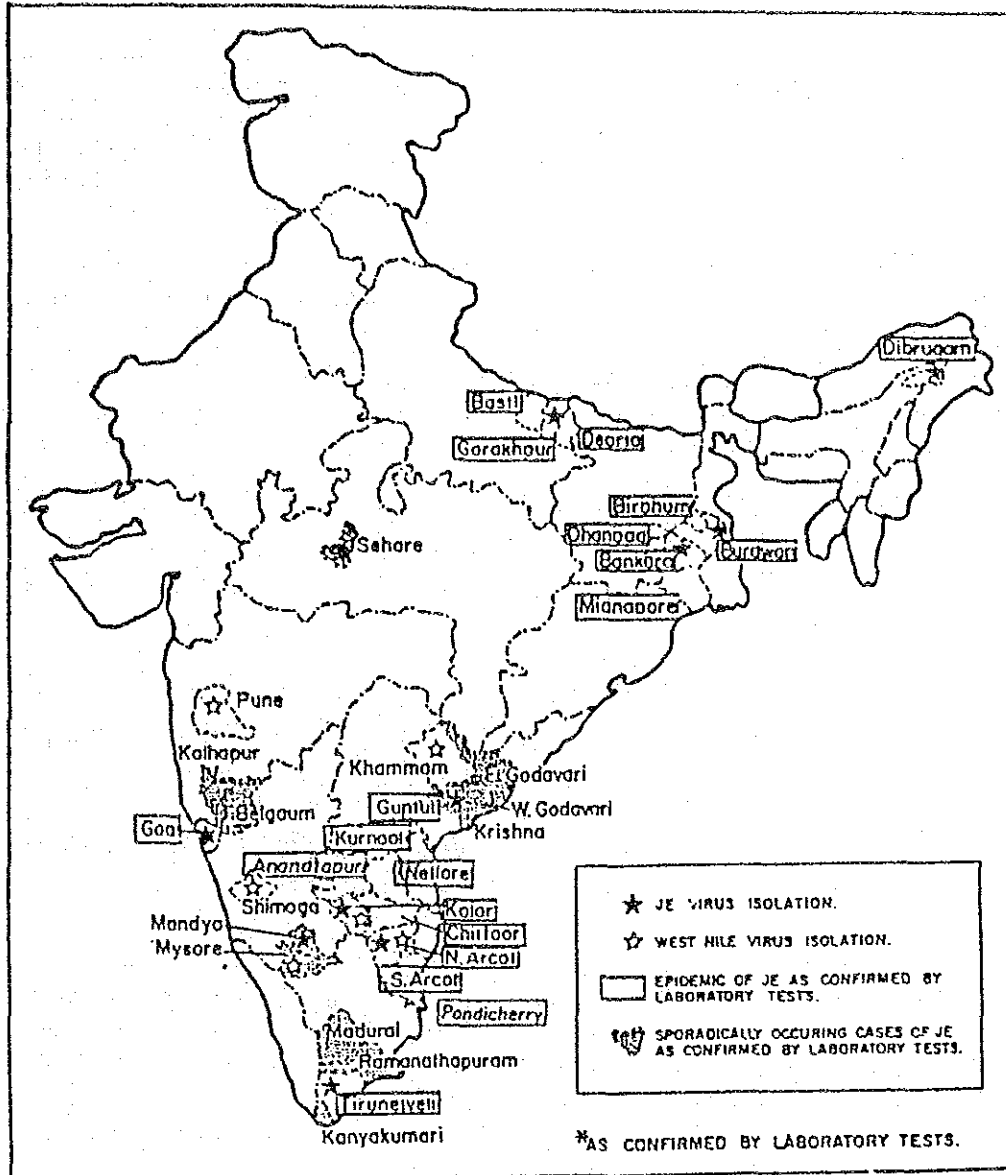 Dibrugarh
Basti
Gorakhpur
Deoria
Birbhum
Dhanbad
Burdwan
Bankura
Midnapore
Sehore
Pune
Kolhapur
Belgaum
Goa
Khammam
E. Godavari
W. Godavari
Guntur
Krishna
Kurnool
Anandtapur
Nellore
Shimoga
Kolar
Mandya
Chittoor
Mysore
N. Arcot
S. Arcot
Pondicherry
Madurai
Ramanathapuram
Tirunelveli
Kanyakumari
JE VIRUS ISOLATION.
WEST NILE VIRUS ISOLATION.
EPIDEMIC OF JE AS CONFIRMED BY
LABORATORY TESTS.
SPORADICALLY OCCURING CASES OF JE
AS CONFIRMED BY LABORATORY TESTS.
*AS CONFIRMED BY LABORATORY TESTS.